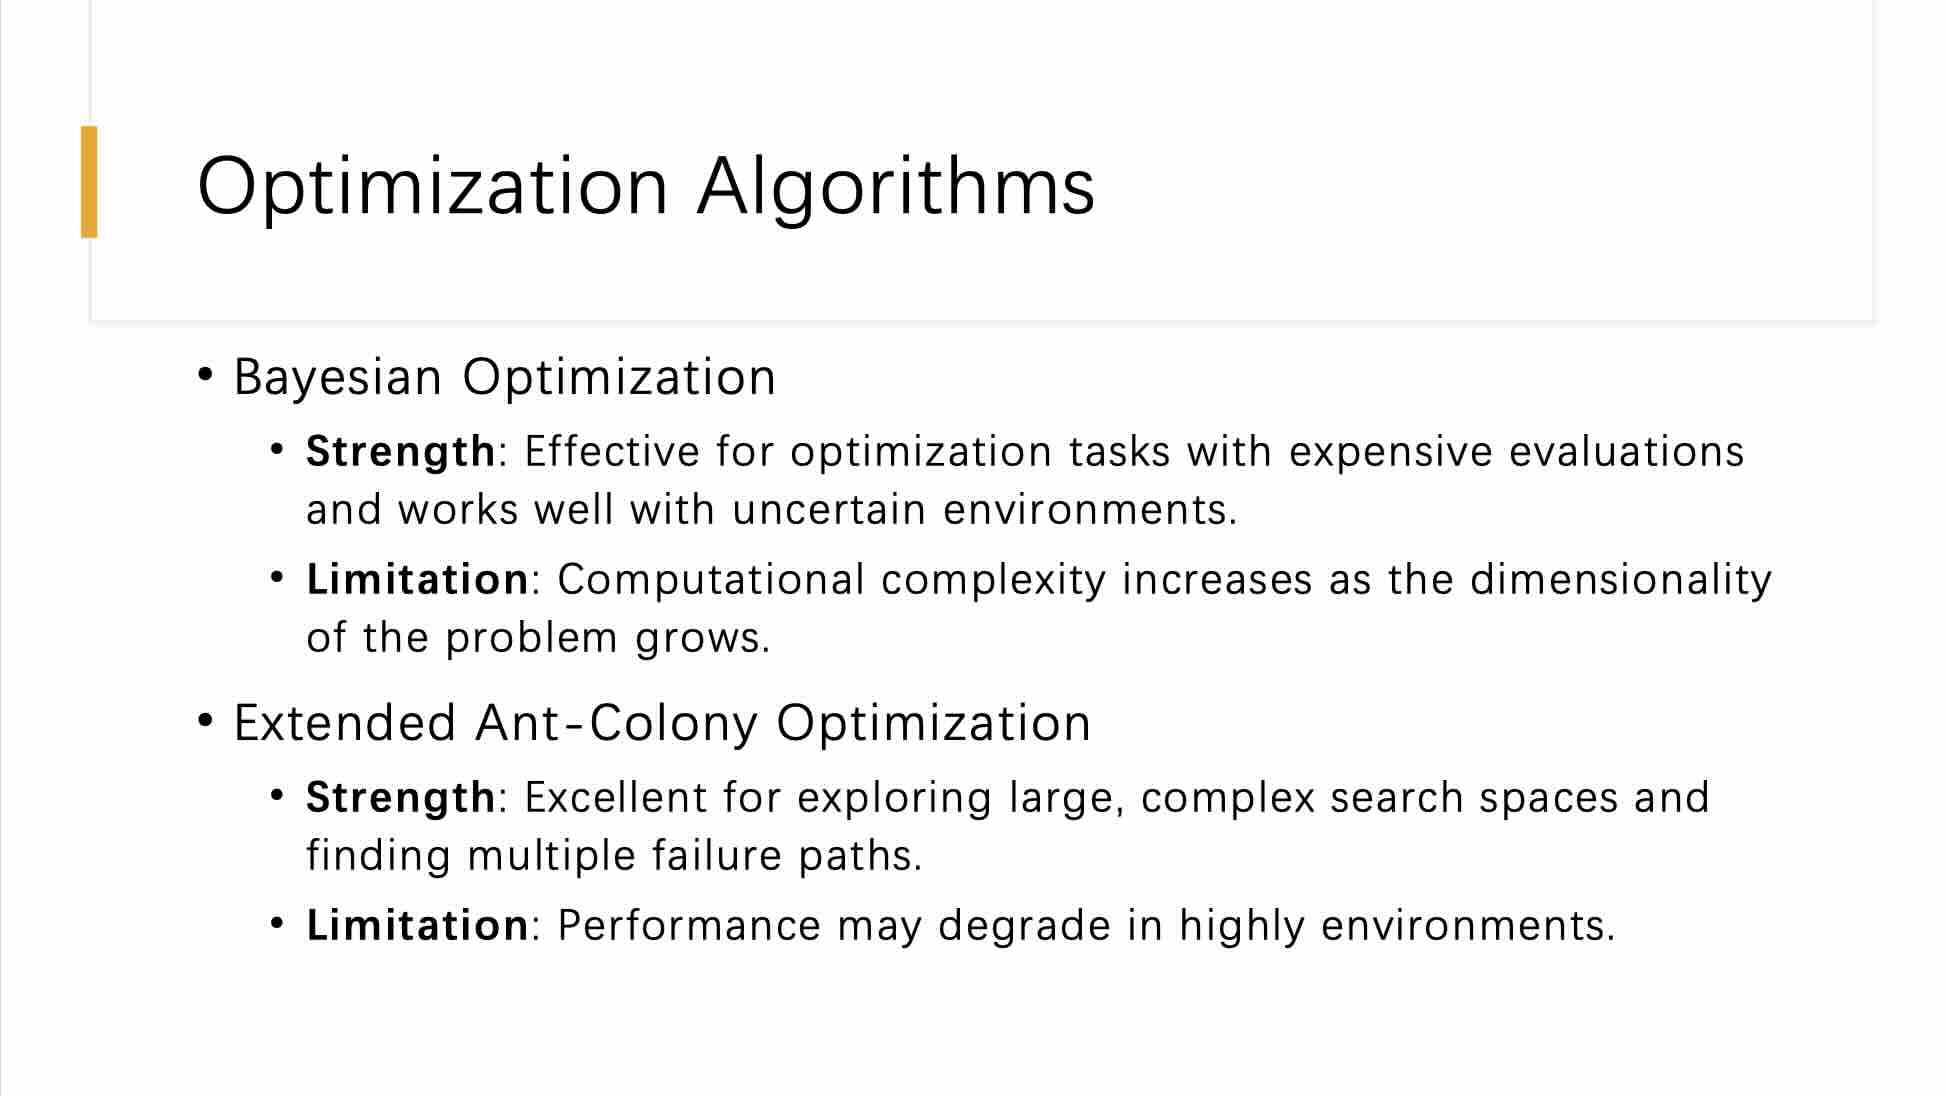 Optimization Algorithms
• Bayesian Optimization
• Strength: Effective for optimization tasks with expensive evaluations
and works well with uncertain environments.
• Limitation: Computational complexity increases as the dimensionality
of the problem grows.
• Extended Ant-Colony Optimization
• Strength: Excellent for exploring large, complex search spaces and
finding multiple failure paths.
• Limitation: Performance may degrade in highly environments.